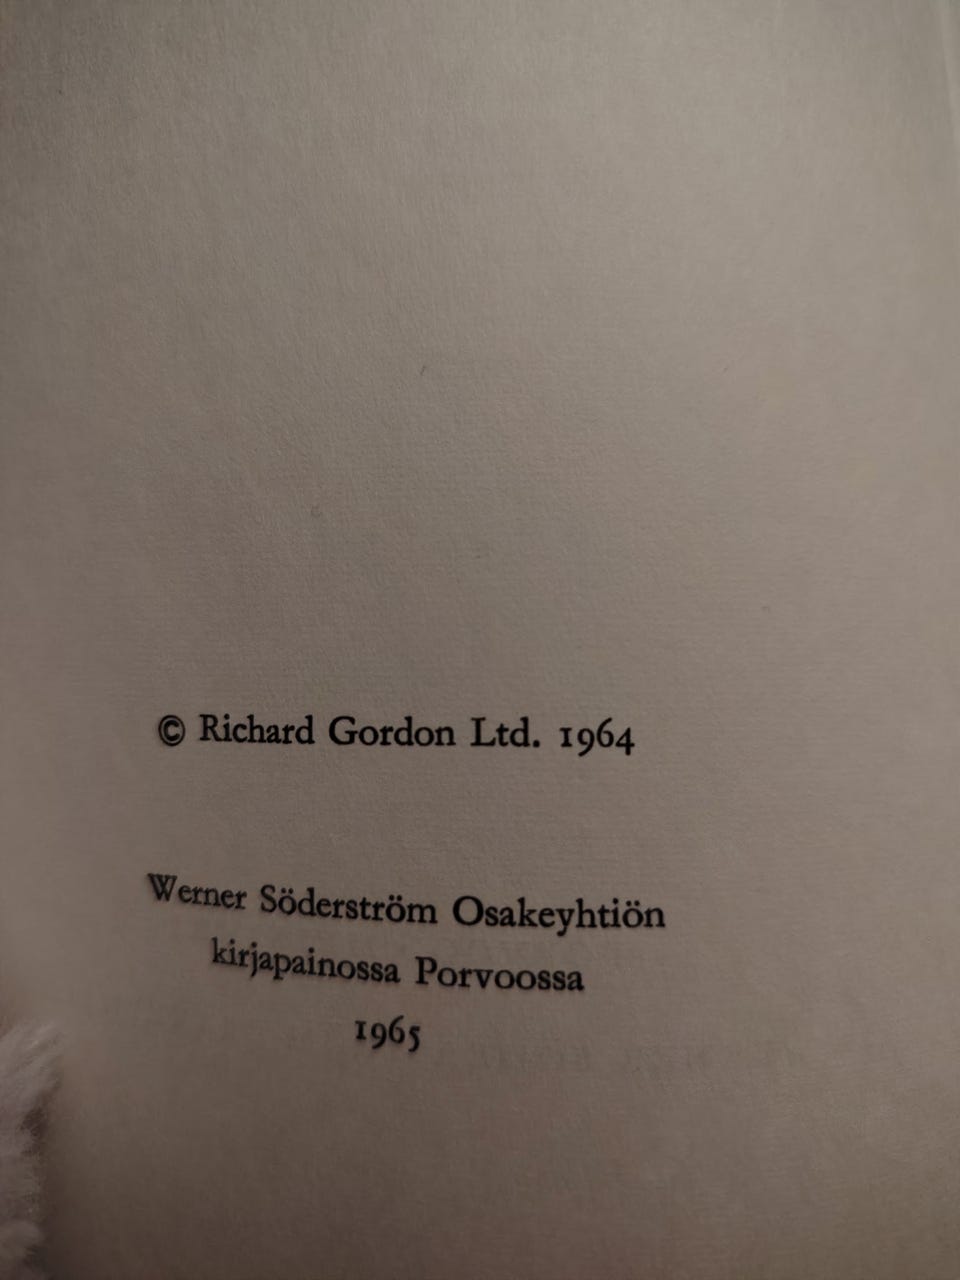 © Richard Gordon Ltd. 1964
Werner Söderström Osakeyhtiön
kirjapainossa Porvoossa
1965